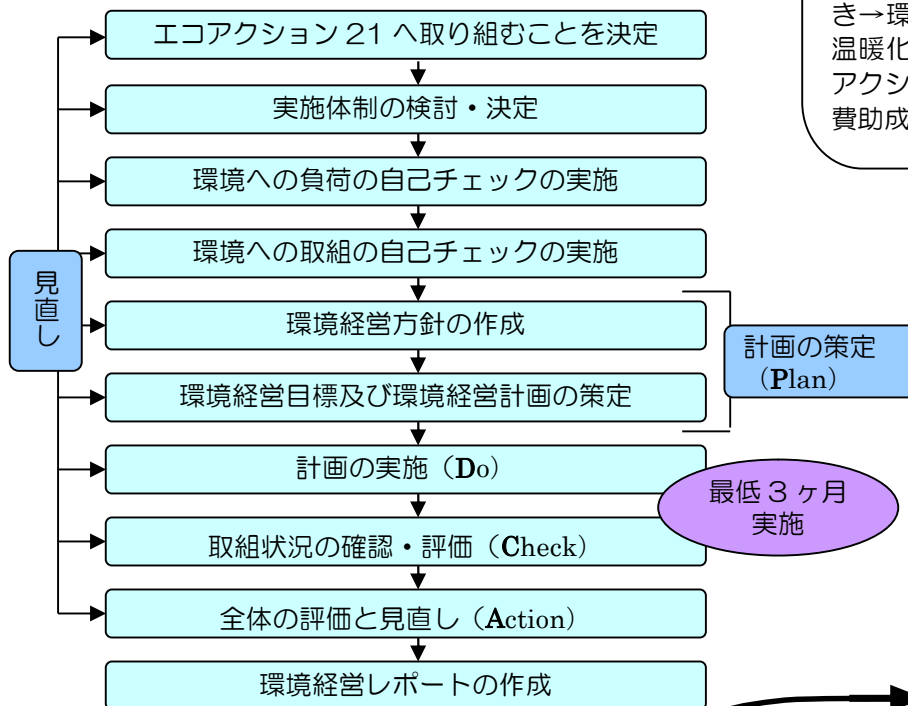 き→環
温暖化
アクシ
費助成
エコアクション 21 へ取り組むことを決定
実施体制の検討・決定
環境への負荷の自己チェックの実施
環境への取組の自己チェックの実施
見直し
環境経営方針の作成
計画の策定
（Plan）
環境経営目標及び環境経営計画の策定
計画の実施（Do）
最低 3 ヶ月
実施
取組状況の確認・評価（Check）
全体の評価と見直し（Action）
環境経営レポートの作成